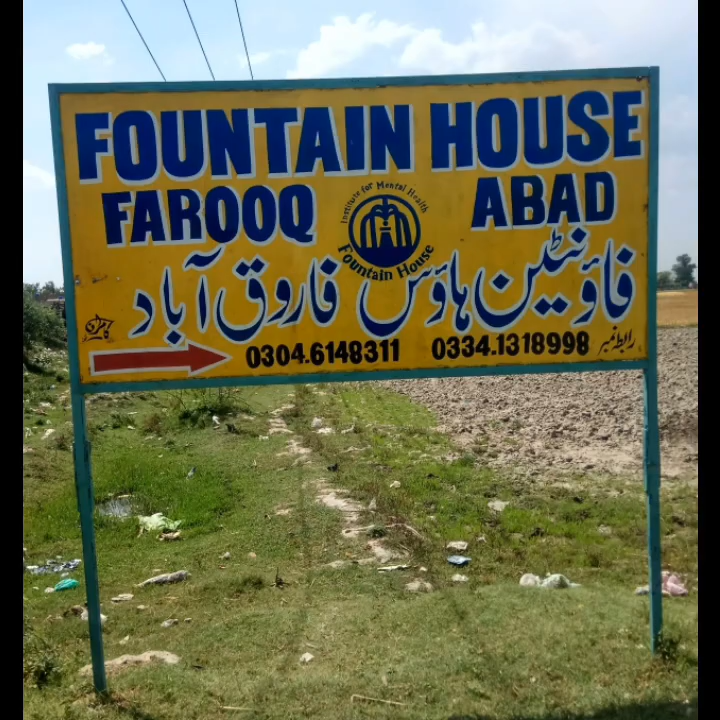 FOUNTAIN HOUSE
FAROOQ ABAD
Institute for Mental Health
Fountain House
فاؤنٹین ہاؤس فاروق آباد
رابطہ نمبر 0334.1318998 0304.6148311